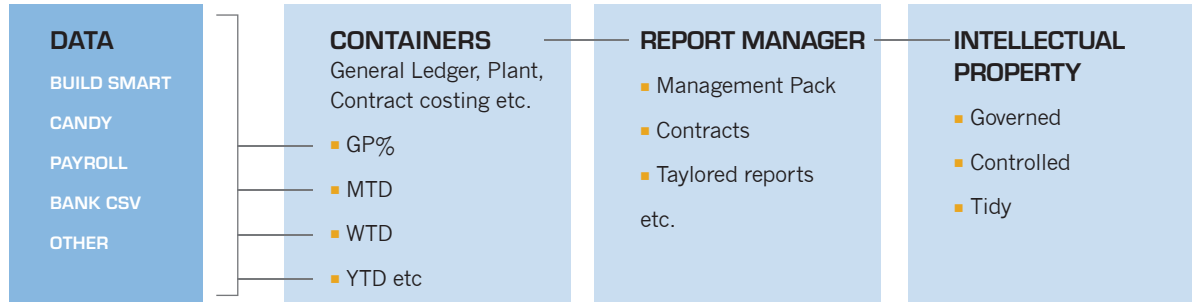 DATA
BUILD SMART
CANDY
PAYROLL
BANK CSV
OTHER
CONTAINERS
General Ledger, Plant,
Contract costing etc.
GP%
MTD
WTD
YTD etc
REPORT MANAGER
Management Pack
Contracts
Taylored reports
etc.
INTELLECTUAL
PROPERTY
Governed
Controlled
Tidy